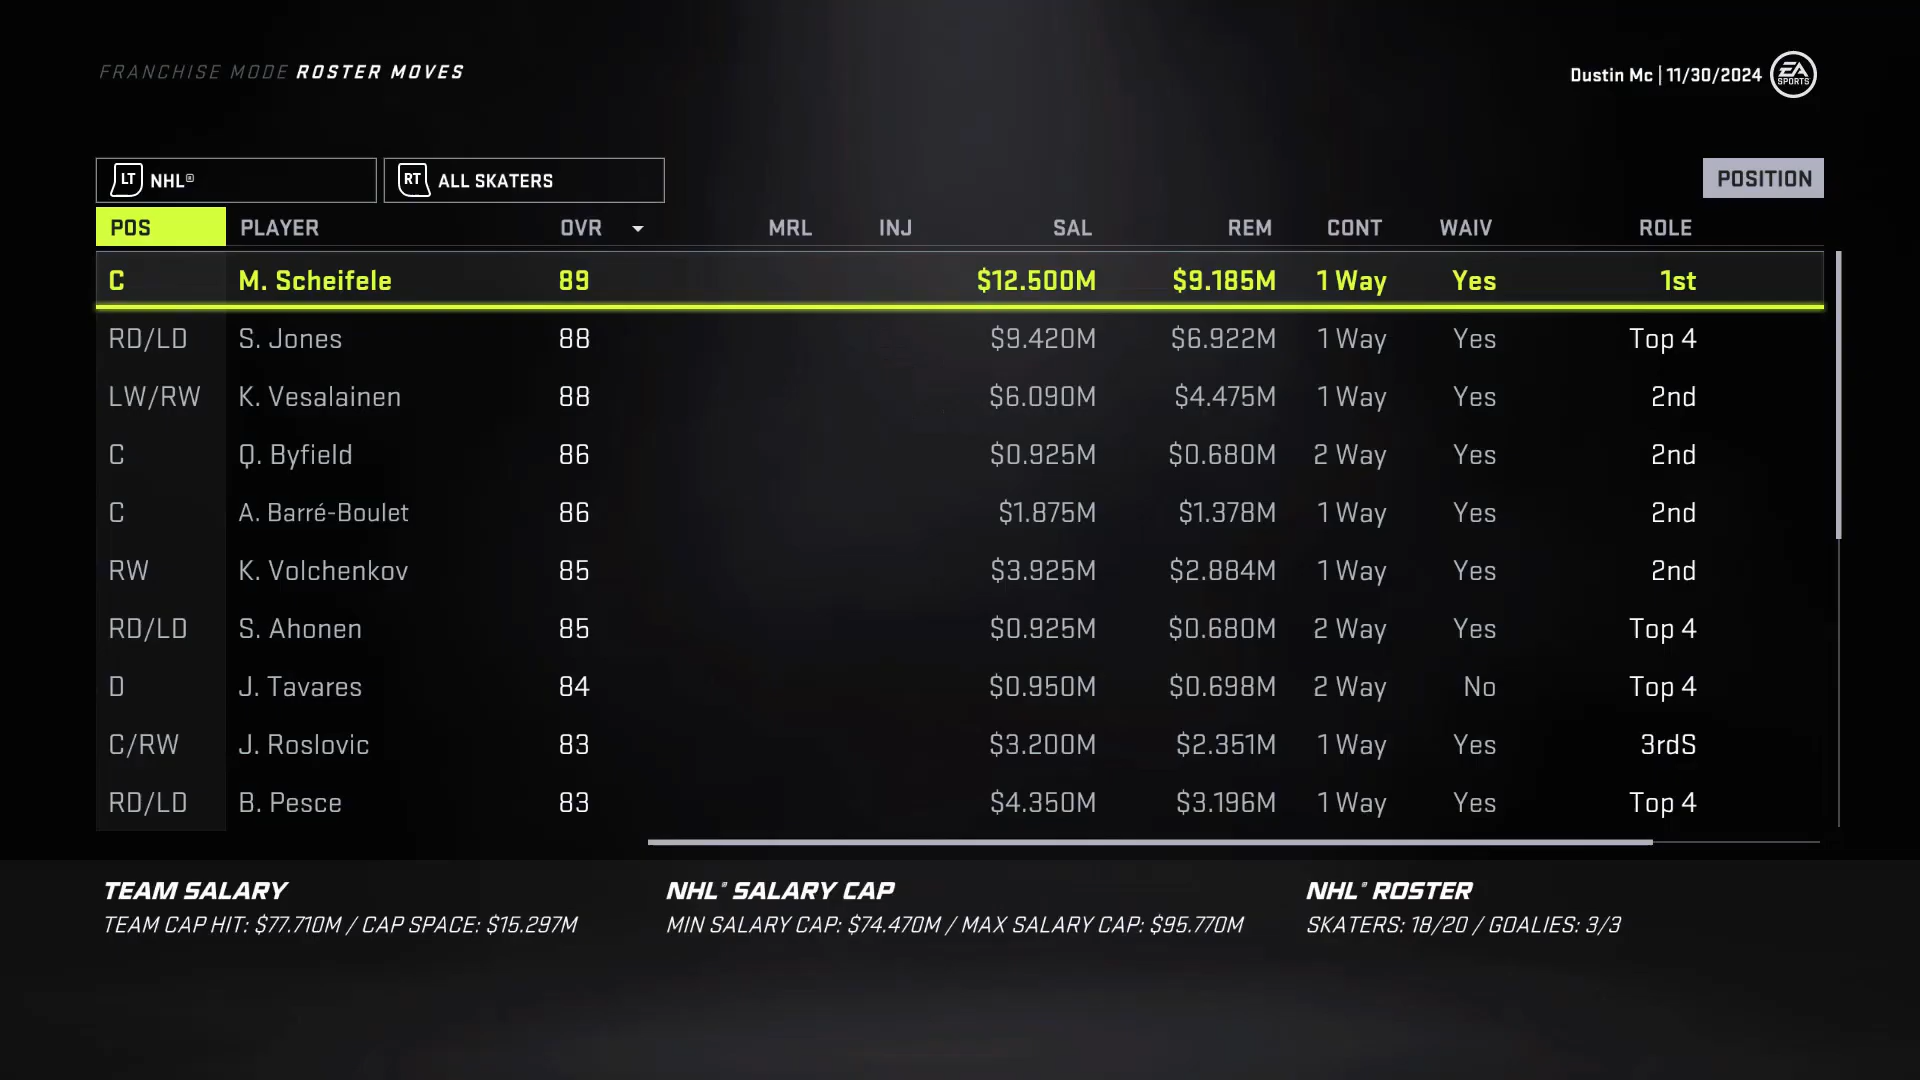 FRANCHISE MODE ROSTER MOVES
Dustin Mc | 11/30/2024 EA SPORTS
LT NHL® RT ALL SKATERS POSITION
POS PLAYER OVR MRL INJ SAL REM CONT WAIV ROLE
C M. Scheifele 89 $12.500M $9.185M 1 Way Yes 1st
RD/LD S. Jones 88 $9.420M $6.922M 1 Way Yes Top 4
LW/RW K. Vesalainen 88 $6.090M $4.475M 1 Way Yes 2nd
C Q. Byfield 86 $0.925M $0.680M 2 Way Yes 2nd
C A. Barré-Boulet 86 $1.875M $1.378M 1 Way Yes 2nd
RW K. Volchenkov 85 $3.925M $2.884M 1 Way Yes 2nd
RD/LD S. Ahonen 85 $0.925M $0.680M 2 Way Yes Top 4
D J. Tavares 84 $0.950M $0.698M 2 Way No Top 4
C/RW J. Roslovic 83 $3.200M $2.351M 1 Way Yes 3rdS
RD/LD B. Pesce 83 $4.350M $3.196M 1 Way Yes Top 4
TEAM SALARY
TEAM CAP HIT: $77.710M / CAP SPACE: $15.297M
NHL® SALARY CAP
MIN SALARY CAP: $74.470M / MAX SALARY CAP: $95.770M
NHL® ROSTER
SKATERS: 18/20 / GOALIES: 3/3